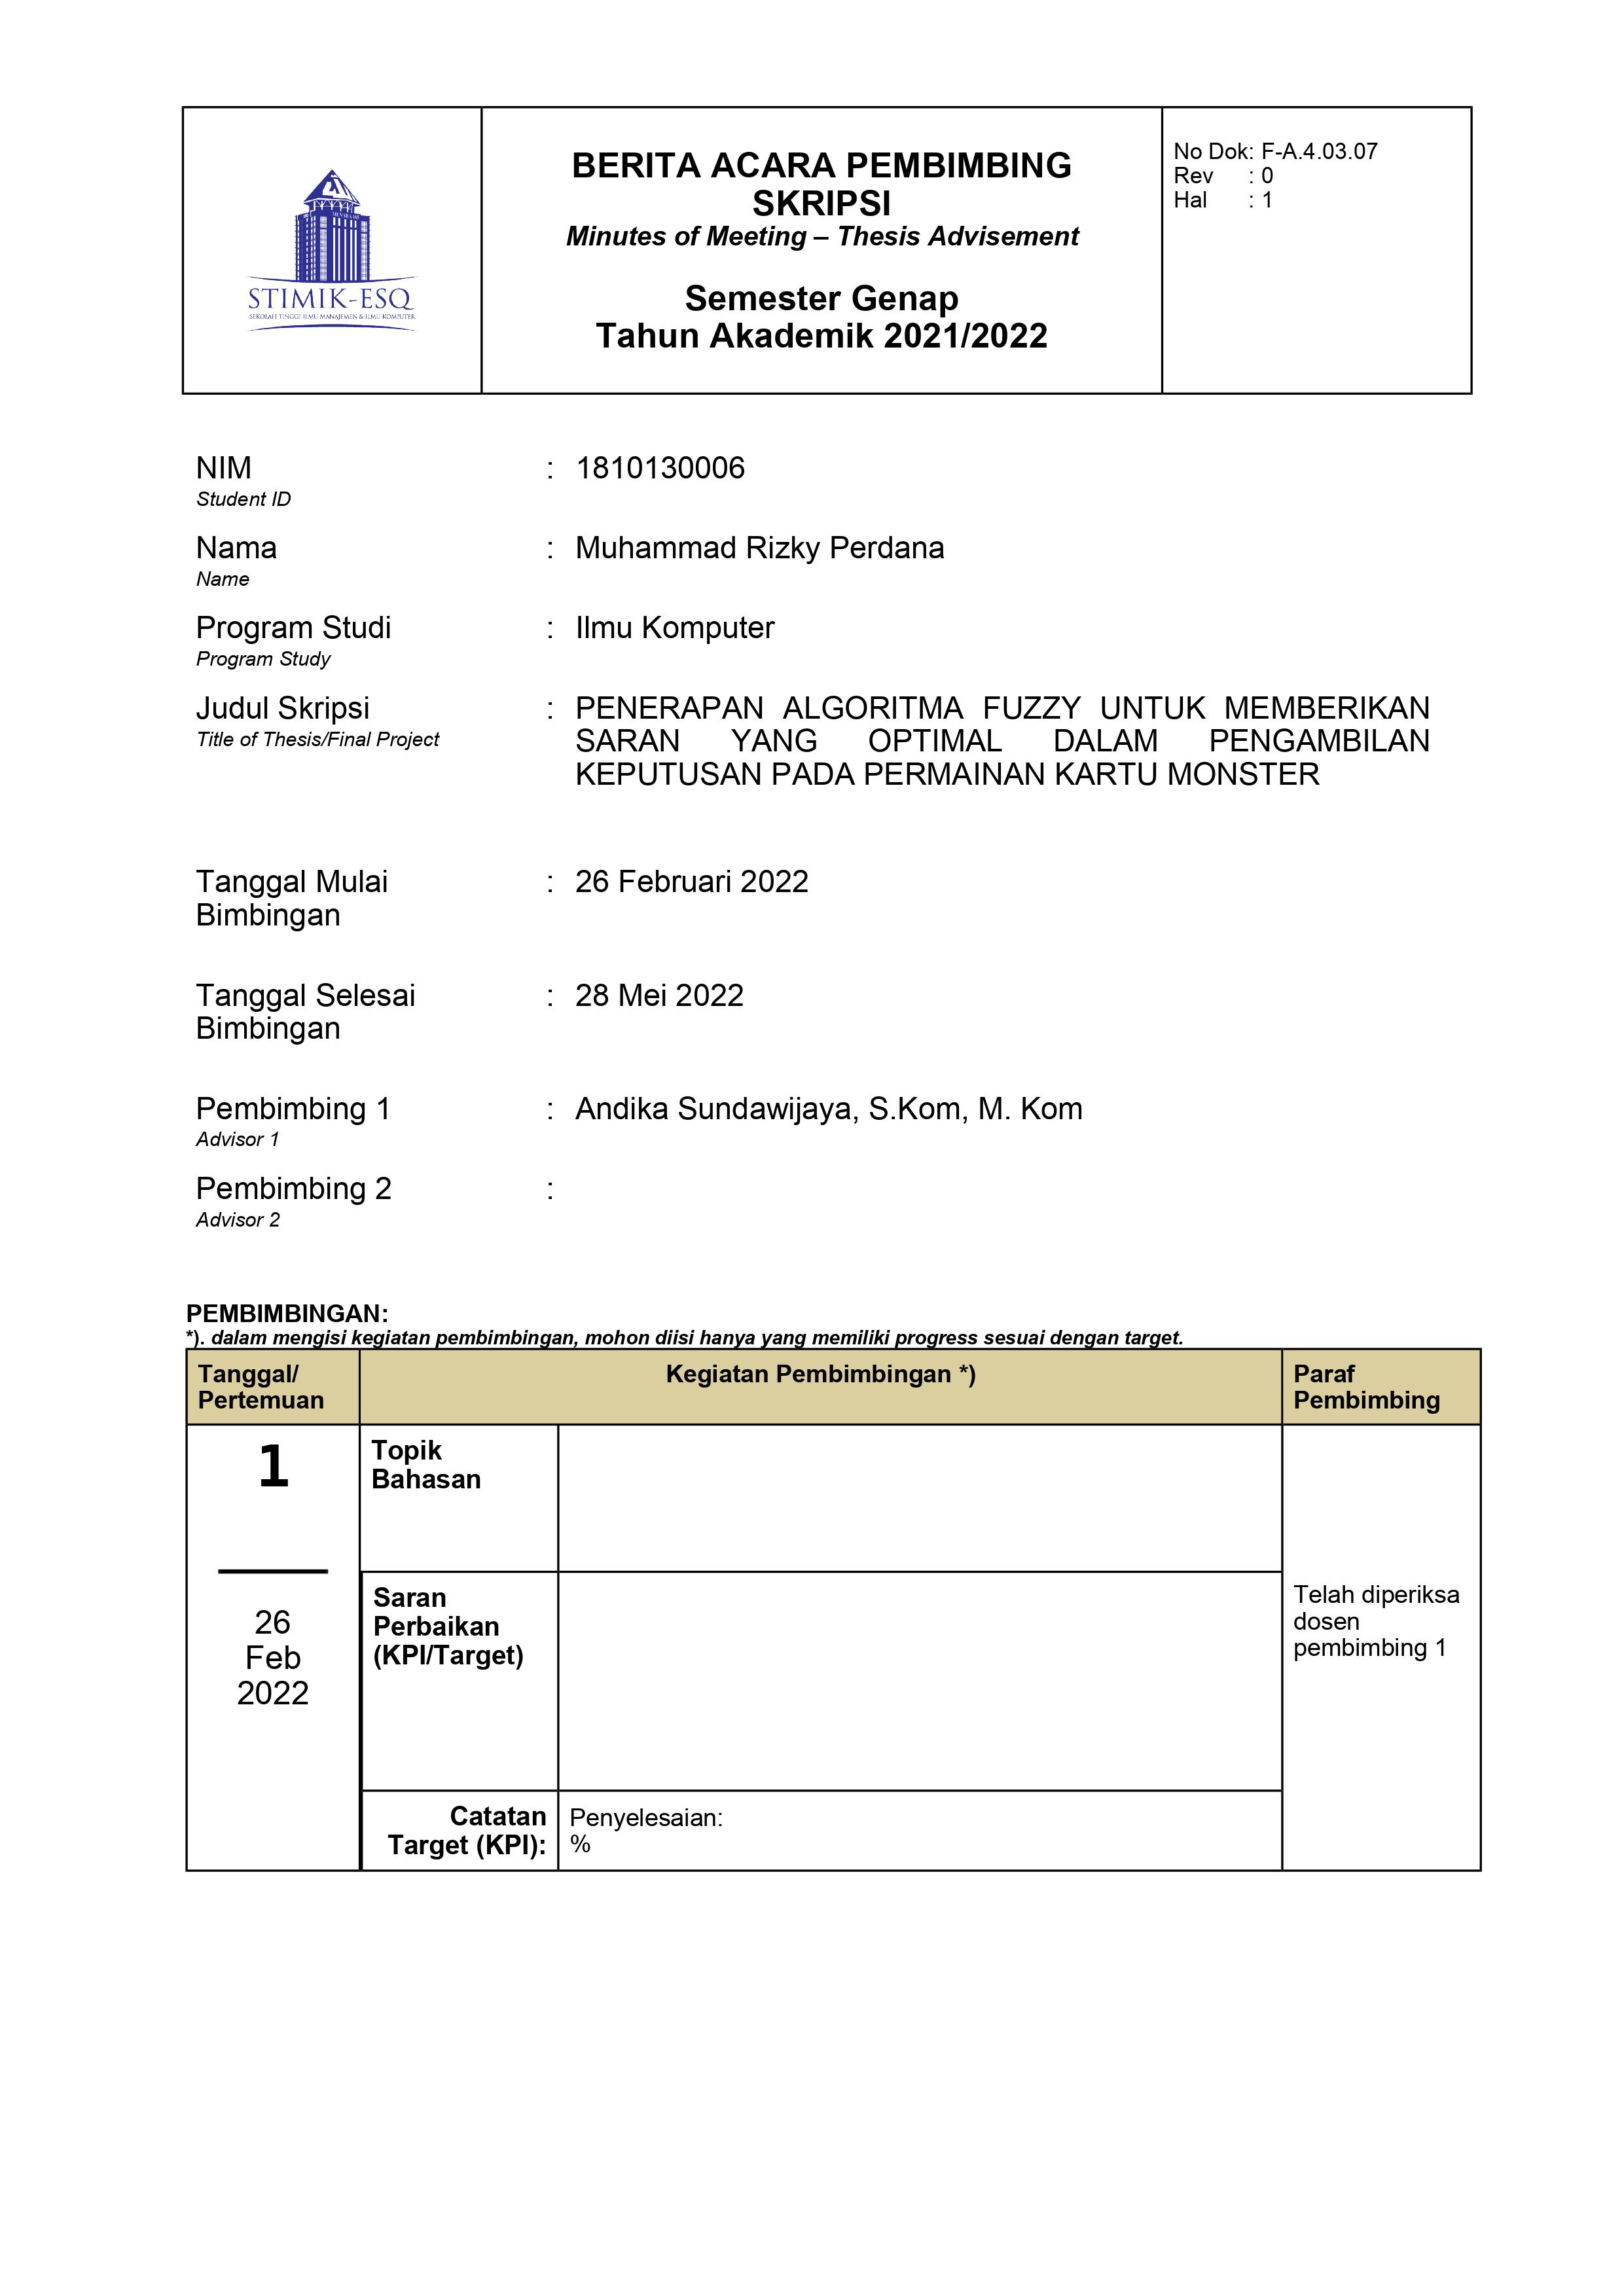 STIMIK-ESQ
SEKOLAH TINGGI ILMU MANAJEMEN & ILMU KOMPUTER
BERITA ACARA PEMBIMBING
SKRIPSI
Minutes of Meeting – Thesis Advisement
Semester Genap
Tahun Akademik 2021/2022
No Dok: F-A.4.03.07
Rev : 0
Hal : 1
NIM : 1810130006
Student ID
Nama : Muhammad Rizky Perdana
Name
Program Studi : Ilmu Komputer
Program Study
Judul Skripsi : PENERAPAN ALGORITMA FUZZY UNTUK MEMBERIKAN
Title of Thesis/Final Project
SARAN YANG OPTIMAL DALAM PENGAMBILAN
KEPUTUSAN PADA PERMAINAN KARTU MONSTER
Tanggal Mulai : 26 Februari 2022
Bimbingan
Tanggal Selesai : 28 Mei 2022
Bimbingan
Pembimbing 1 : Andika Sundawijaya, S.Kom, M. Kom
Advisor 1
Pembimbing 2 :
Advisor 2
PEMBIMBINGAN:
*). dalam mengisi kegiatan pembimbingan, mohon diisi hanya yang memiliki progress sesuai dengan target.
Tanggal/
Pertemuan
Kegiatan Pembimbingan *)
Paraf
Pembimbing
1
26
Feb
2022
Topik
Bahasan
Saran
Perbaikan
(KPI/Target)
Catatan
Target (KPI):
Penyelesaian:
%
Telah diperiksa
dosen
pembimbing 1